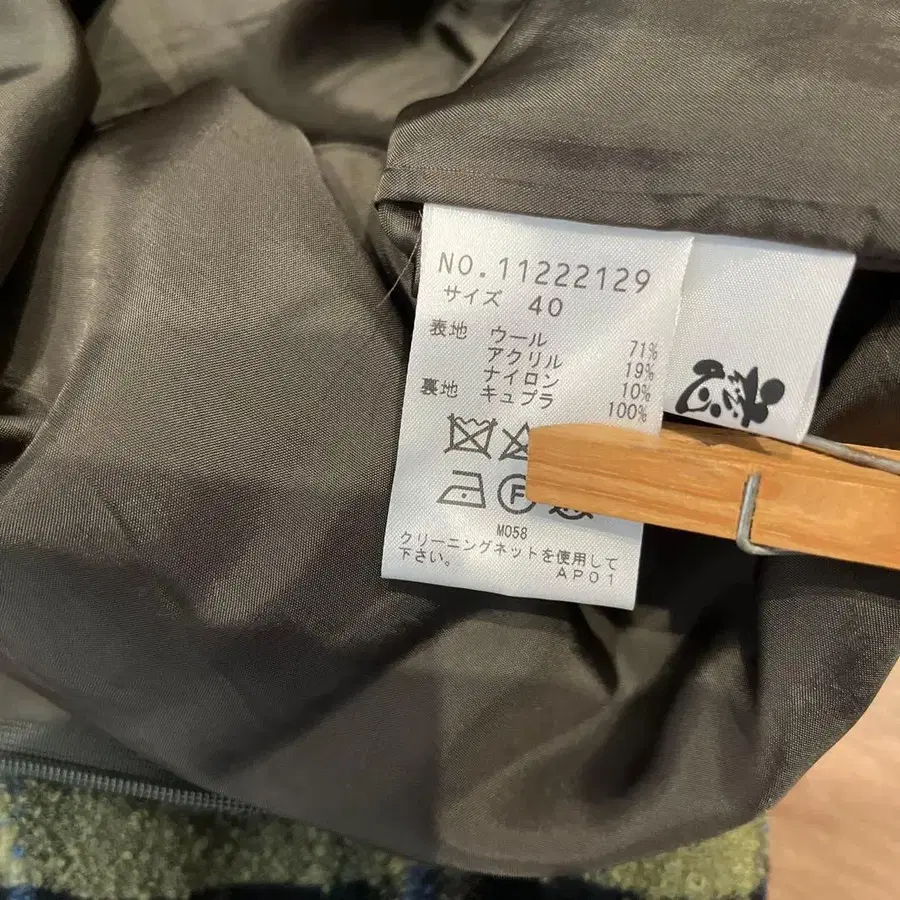 NO.11222129
サイズ 40
表地 ウール 71%
アクリル 19%
ナイロン 10%
裏地 キュプラ 100%
F
M058
クリーニングネットを使用して
下さい。
AP01